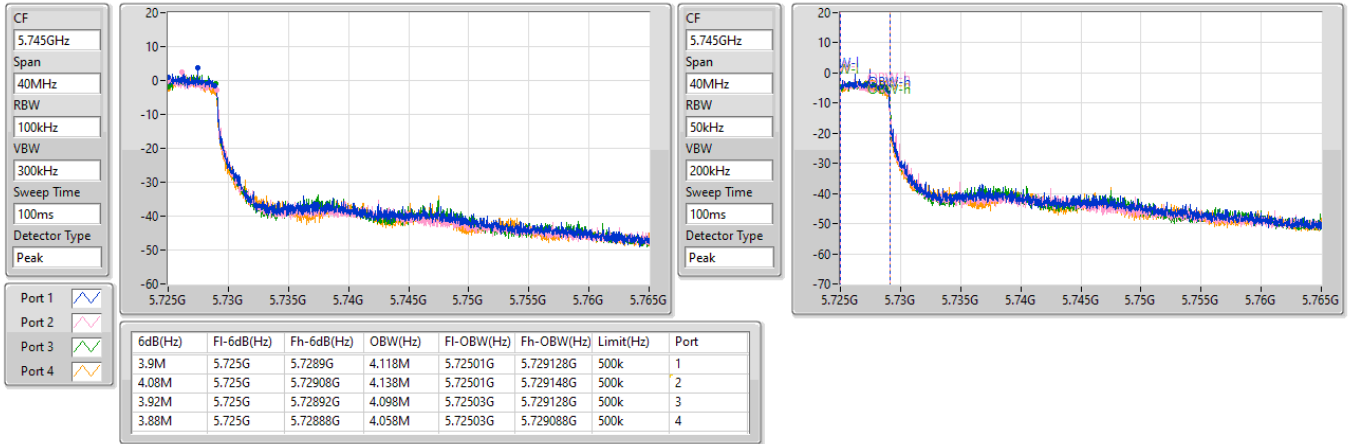 CF
5.745GHz
Span
40MHz
RBW
100kHz
VBW
300kHz
Sweep Time
100ms
Detector Type
Peak
Port 1
Port 2
Port 3
Port 4
20
10
0
-10
-20
-30
-40
-50
-60
5.725G 5.73G 5.735G 5.74G 5.745G 5.75G 5.755G 5.76G 5.765G
CF
5.745GHz
Span
40MHz
RBW
50kHz
VBW
200kHz
Sweep Time
100ms
Detector Type
Peak
20
10
0
-10
-20
-30
-40
-50
-60
-70
5.725G 5.73G 5.735G 5.74G 5.745G 5.75G 5.755G 5.76G 5.765G
6dB(Hz) Fl-6dB(Hz) Fh-6dB(Hz) OBW(Hz) Fl-OBW(Hz) Fh-OBW(Hz) Limit(Hz) Port
3.9M 5.725G 5.7289G 4.118M 5.72501G 5.729128G 500k 1
4.08M 5.725G 5.72908G 4.138M 5.72501G 5.729148G 500k 2
3.92M 5.725G 5.72892G 4.098M 5.72503G 5.729128G 500k 3
3.88M 5.725G 5.72888G 4.058M 5.72503G 5.729088G 500k 4